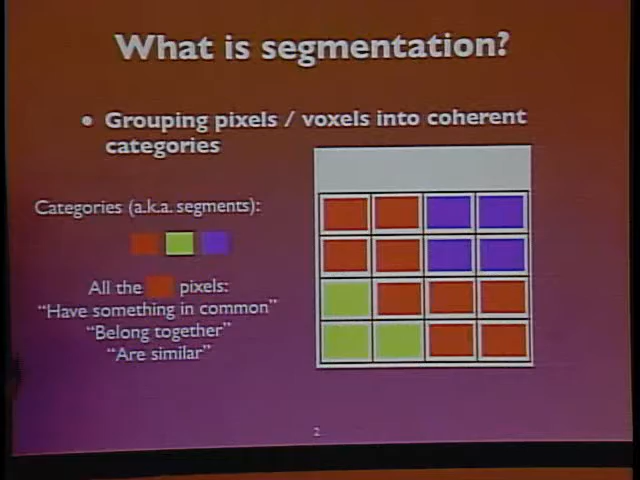 What is segmentation?
• Grouping pixels / voxels into coherent
categories
Categories (a.k.a. segments):
All the pixels:
“Have something in common”
“Belong together”
“Are similar”
2